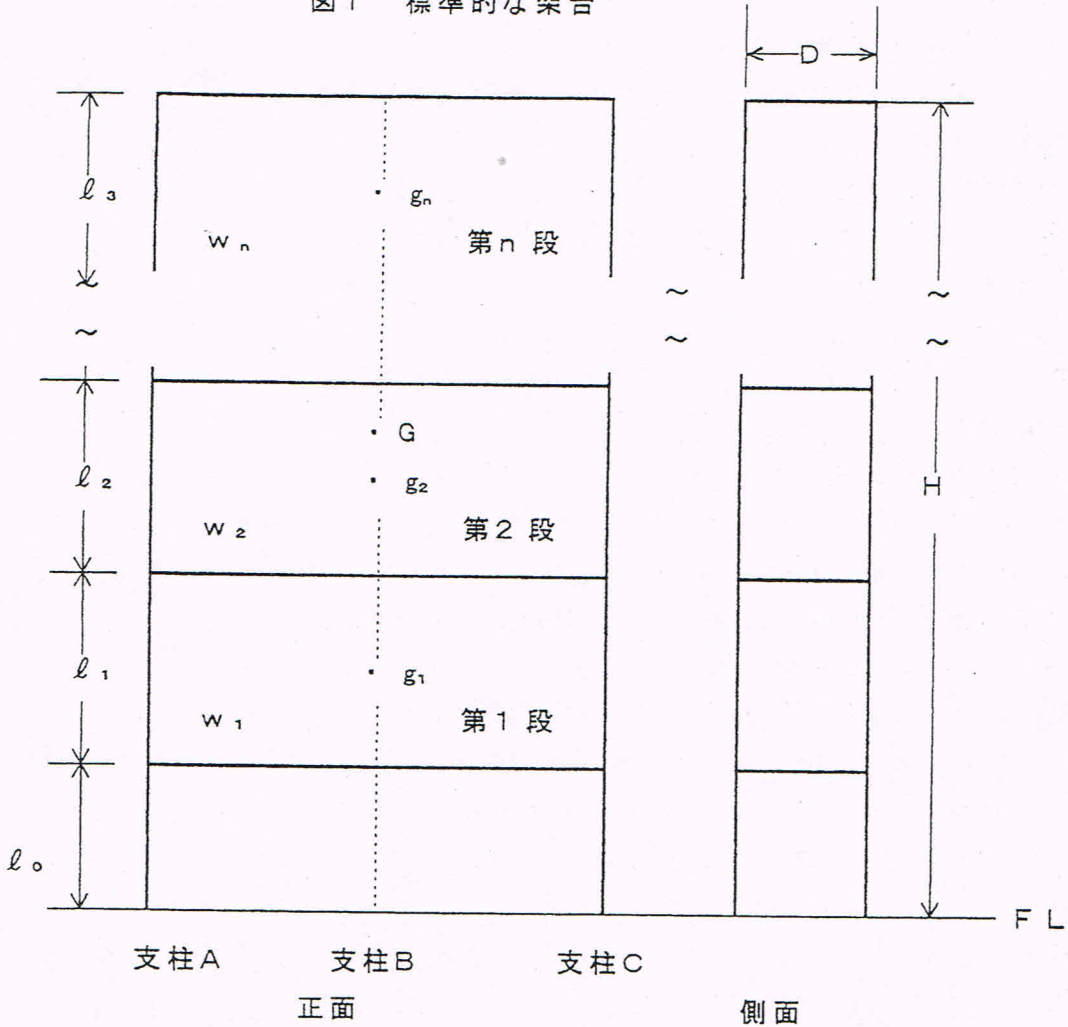 図1 標準的な架台
D
ℓ₃
gₙ
wₙ
第n段
～
～
～
～
～
～
G
ℓ₂
g₂
H
w₂
第2段
ℓ₁
g₁
w₁
第1段
ℓ₀
FL
支柱A
支柱B
支柱C
正面
側面